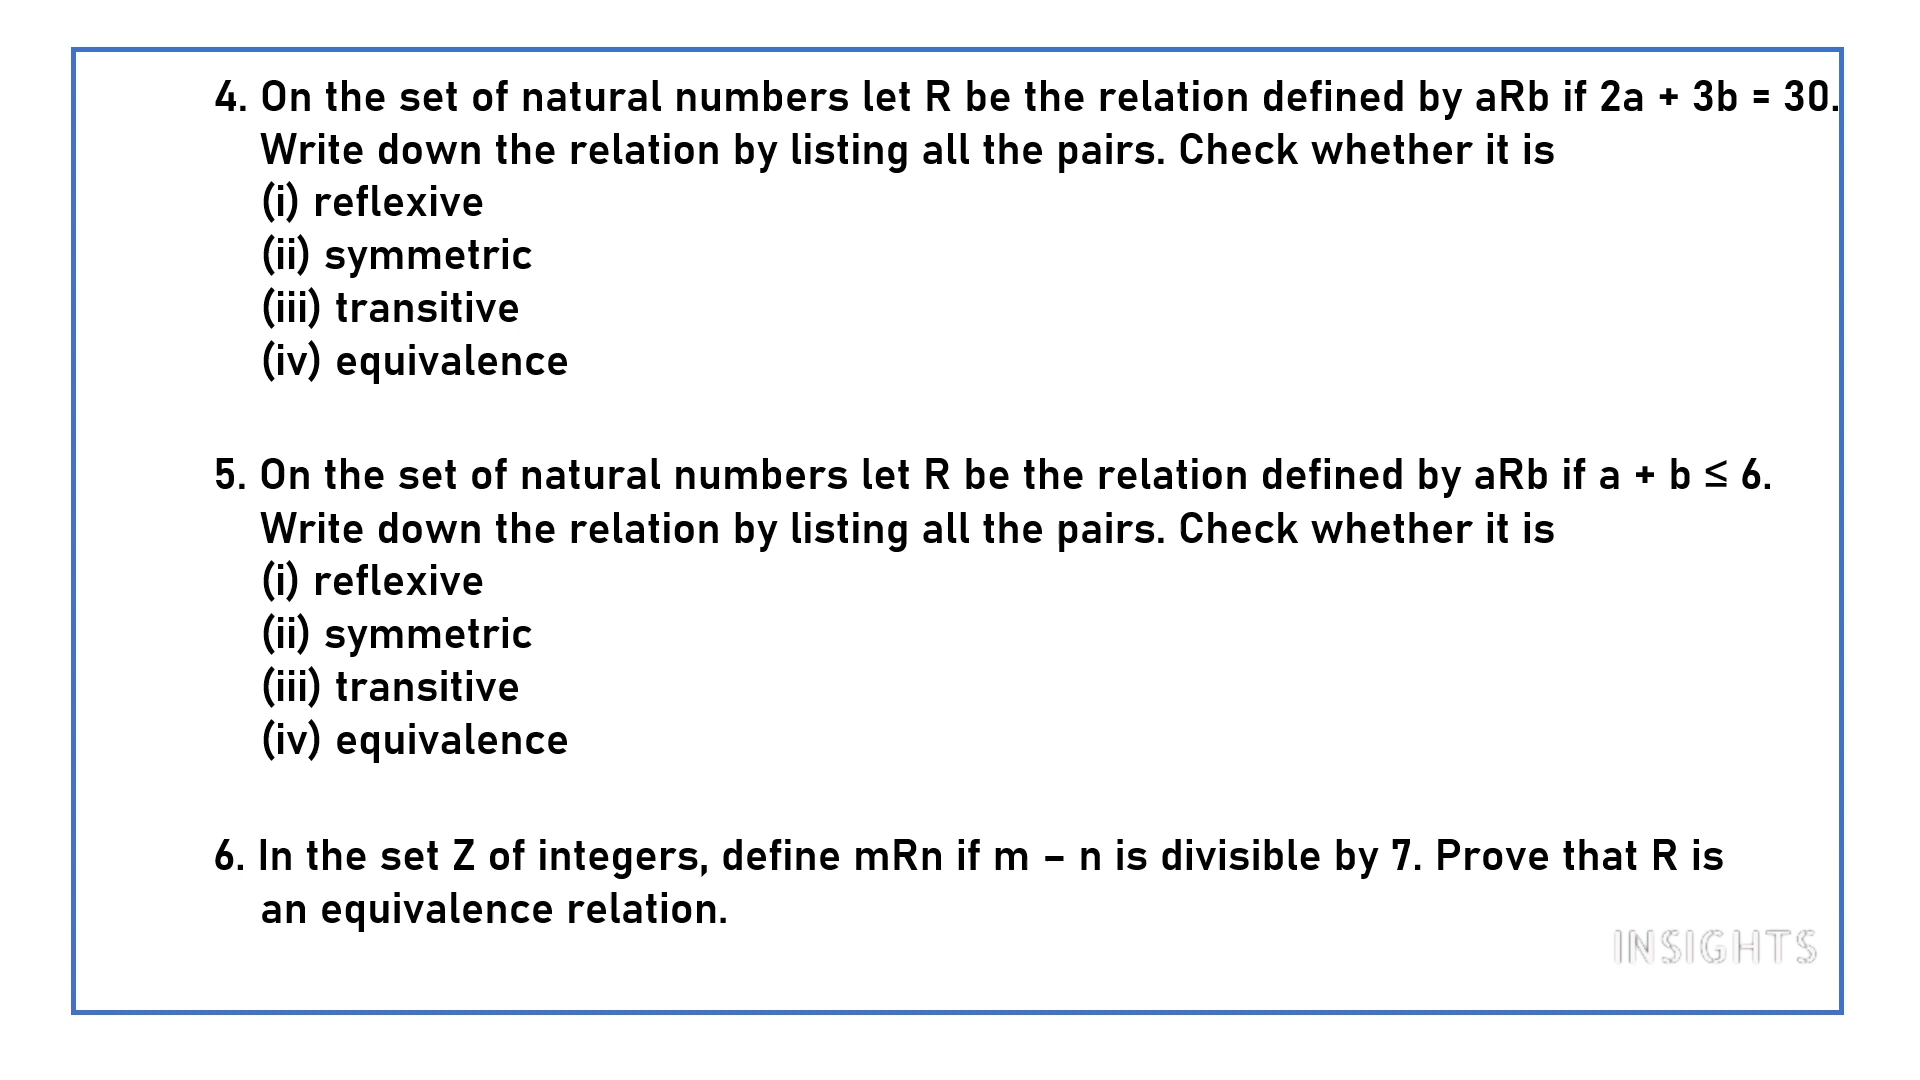 4. On the set of natural numbers let R be the relation defined by aRb if 2a + 3b = 30.
Write down the relation by listing all the pairs. Check whether it is
(i) reflexive
(ii) symmetric
(iii) transitive
(iv) equivalence
5. On the set of natural numbers let R be the relation defined by aRb if a + b ≤ 6.
Write down the relation by listing all the pairs. Check whether it is
(i) reflexive
(ii) symmetric
(iii) transitive
(iv) equivalence
6. In the set Z of integers, define mRn if m – n is divisible by 7. Prove that R is
an equivalence relation.
INSIGHTS